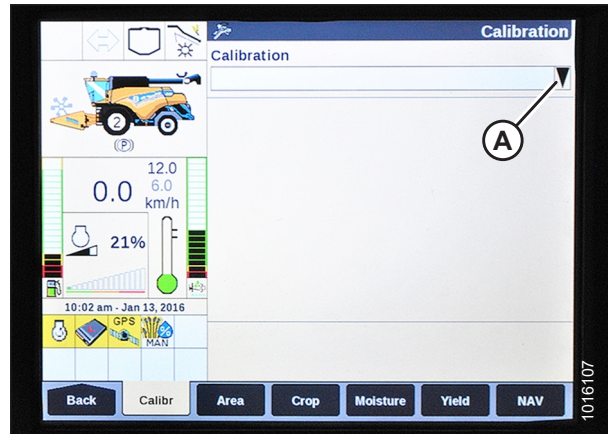 Calibration
Calibration
A
2
(P)
12.0
0.0 6.0
km/h
F
21%
10:02 am - Jan 13, 2016
GPS
% MAN
Back Calibr Area Crop Moisture Yield NAV
1016107